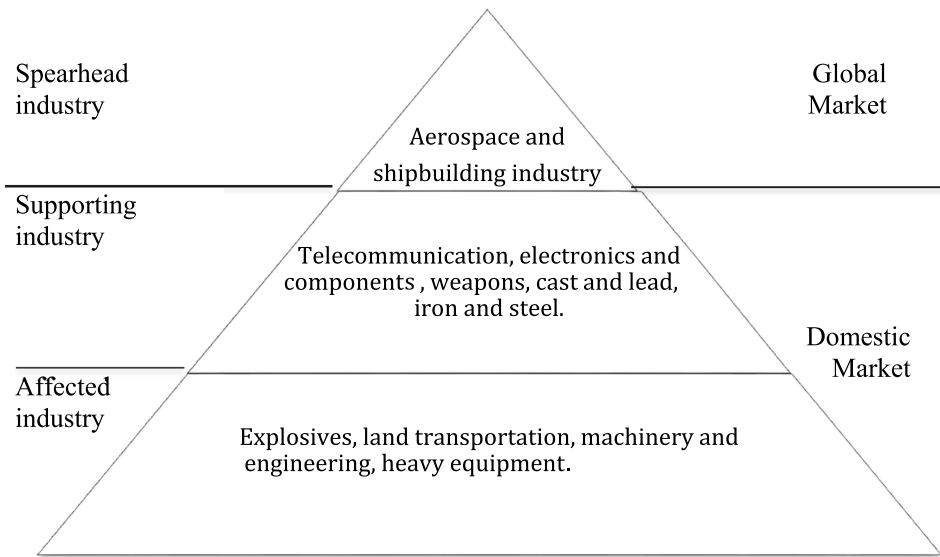 Spearhead
industry
Global
Market
Aerospace and
shipbuilding industry
Supporting
industry
Telecommunication, electronics and
components , weapons, cast and lead,
iron and steel.
Domestic
Market
Affected
industry
Explosives, land transportation, machinery and
engineering, heavy equipment.